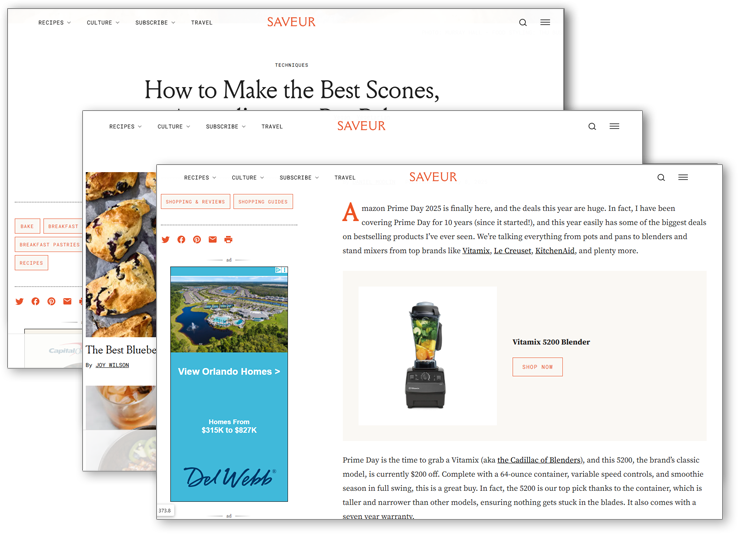 RECIPES CULTURE SUBSCRIBE TRAVEL SAVEUR
TECHNIQUES
How to Make the Best Scones,
BAKE BREAKFAST
BREAKFAST PASTRIES
RECIPES
RECIPES CULTURE SUBSCRIBE TRAVEL SAVEUR
The Best Bluebe
By JOY WILSON
RECIPES CULTURE SUBSCRIBE TRAVEL SAVEUR
SHOPPING & REVIEWS SHOPPING GUIDES
ad
View Orlando Homes >
Homes From
$315K to $827K
Del Webb®
ad
373.6
Amazon Prime Day 2025 is finally here, and the deals this year are huge. In fact, I have been
covering Prime Day for 10 years (since it started!), and this year easily has some of the biggest deals
on bestselling products I've ever seen. We're talking everything from pots and pans to blenders and
stand mixers from top brands like Vitamix, Le Creuset, KitchenAid, and plenty more.
Vitamix 5200 Blender
SHOP NOW
Prime Day is the time to grab a Vitamix (aka the Cadillac of Blenders), and this 5200, the brand's classic
model, is currently $200 off. Complete with a 64-ounce container, variable speed controls, and smoothie
season in full swing, this is a great buy. In fact, the 5200 is our top pick thanks to the container, which is
taller and narrower than other models, ensuring nothing gets stuck in the blades. It also comes with a
seven year warranty.